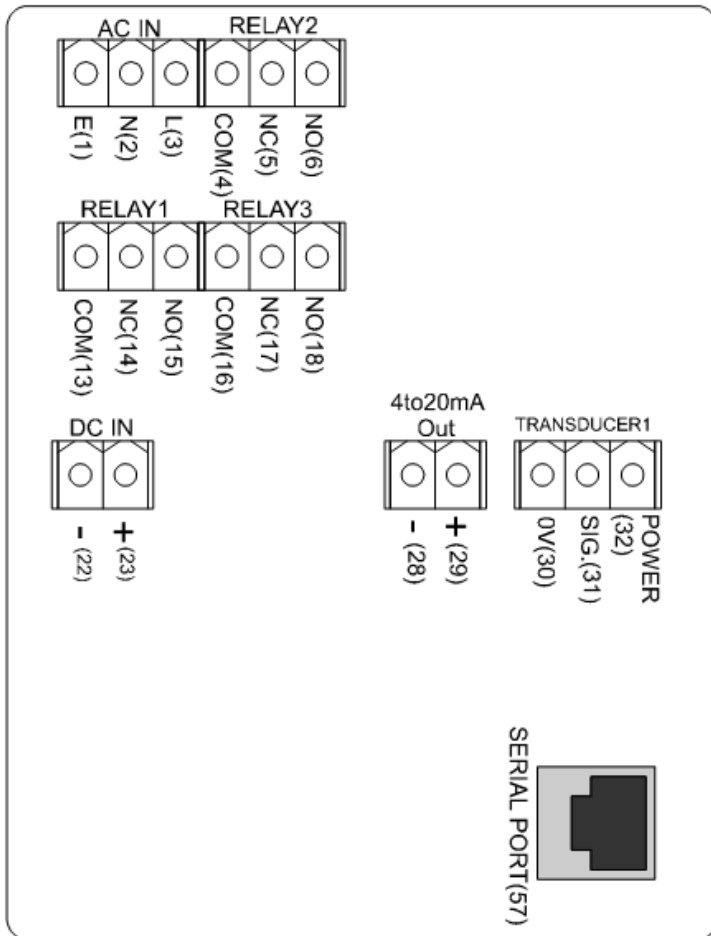 AC IN
RELAY2
E(1)
N(2)
L(3)
COM(4)
NC(5)
NO(6)
RELAY1
RELAY3
COM(13)
NC(14)
NO(15)
COM(16)
NC(17)
NO(18)
DC IN
- (22)
+ (23)
4to20mA
Out
- (28)
+ (29)
TRANSDUCER1
0V(30)
SIG.(31)
POWER
(32)
SERIAL PORT(57)